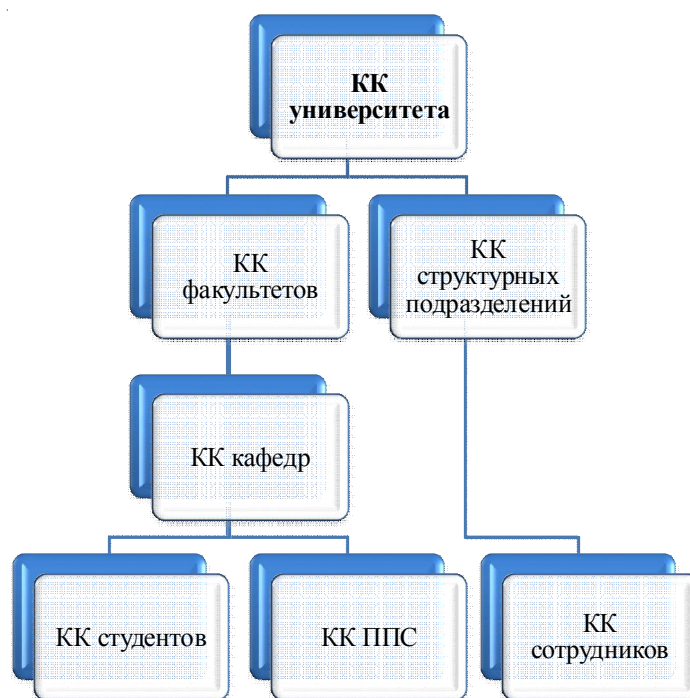 КК
университета
КК
факультетов
КК
структурных
подразделений
КК кафедр
КК студентов
КК ППС
КК
сотрудников